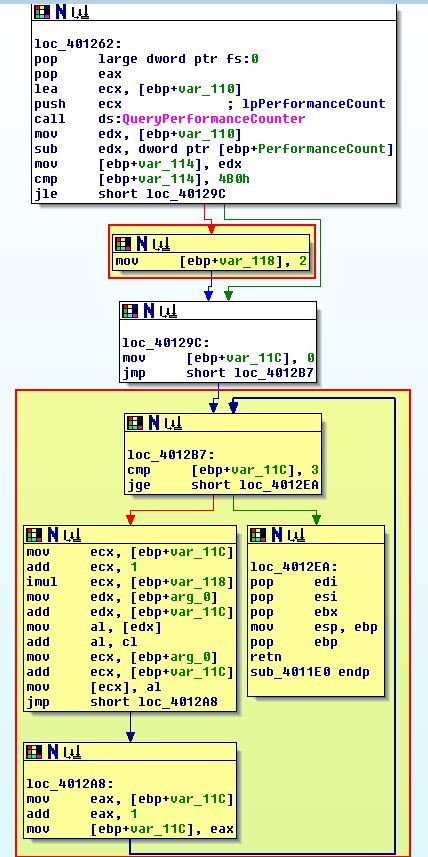 loc_401262:
pop large dword ptr fs:0
pop eax
lea ecx, [ebp+var_110]
push ecx ; lpPerformanceCount
call ds:QueryPerformanceCounter
mov edx, [ebp+var_110]
sub edx, dword ptr [ebp+PerformanceCount]
mov [ebp+var_114], edx
cmp [ebp+var_114], 4B0h
jle short loc_40129C
mov [ebp+var_118], 2
loc_40129C:
mov [ebp+var_11C], 0
jmp short loc_4012B7
loc_4012B7:
cmp [ebp+var_11C], 3
jge short loc_4012EA
mov ecx, [ebp+var_11C]
add ecx, 1
imul ecx, [ebp+var_118]
mov edx, [ebp+arg_0]
add edx, [ebp+var_11C]
mov al, [edx]
add al, cl
mov ecx, [ebp+arg_0]
add ecx, [ebp+var_11C]
mov [ecx], al
jmp short loc_4012A8
loc_4012EA:
pop edi
pop esi
pop ebx
mov esp, ebp
pop ebp
retn
sub_4011E0 endp
loc_4012A8:
mov eax, [ebp+var_11C]
add eax, 1
mov [ebp+var_11C], eax